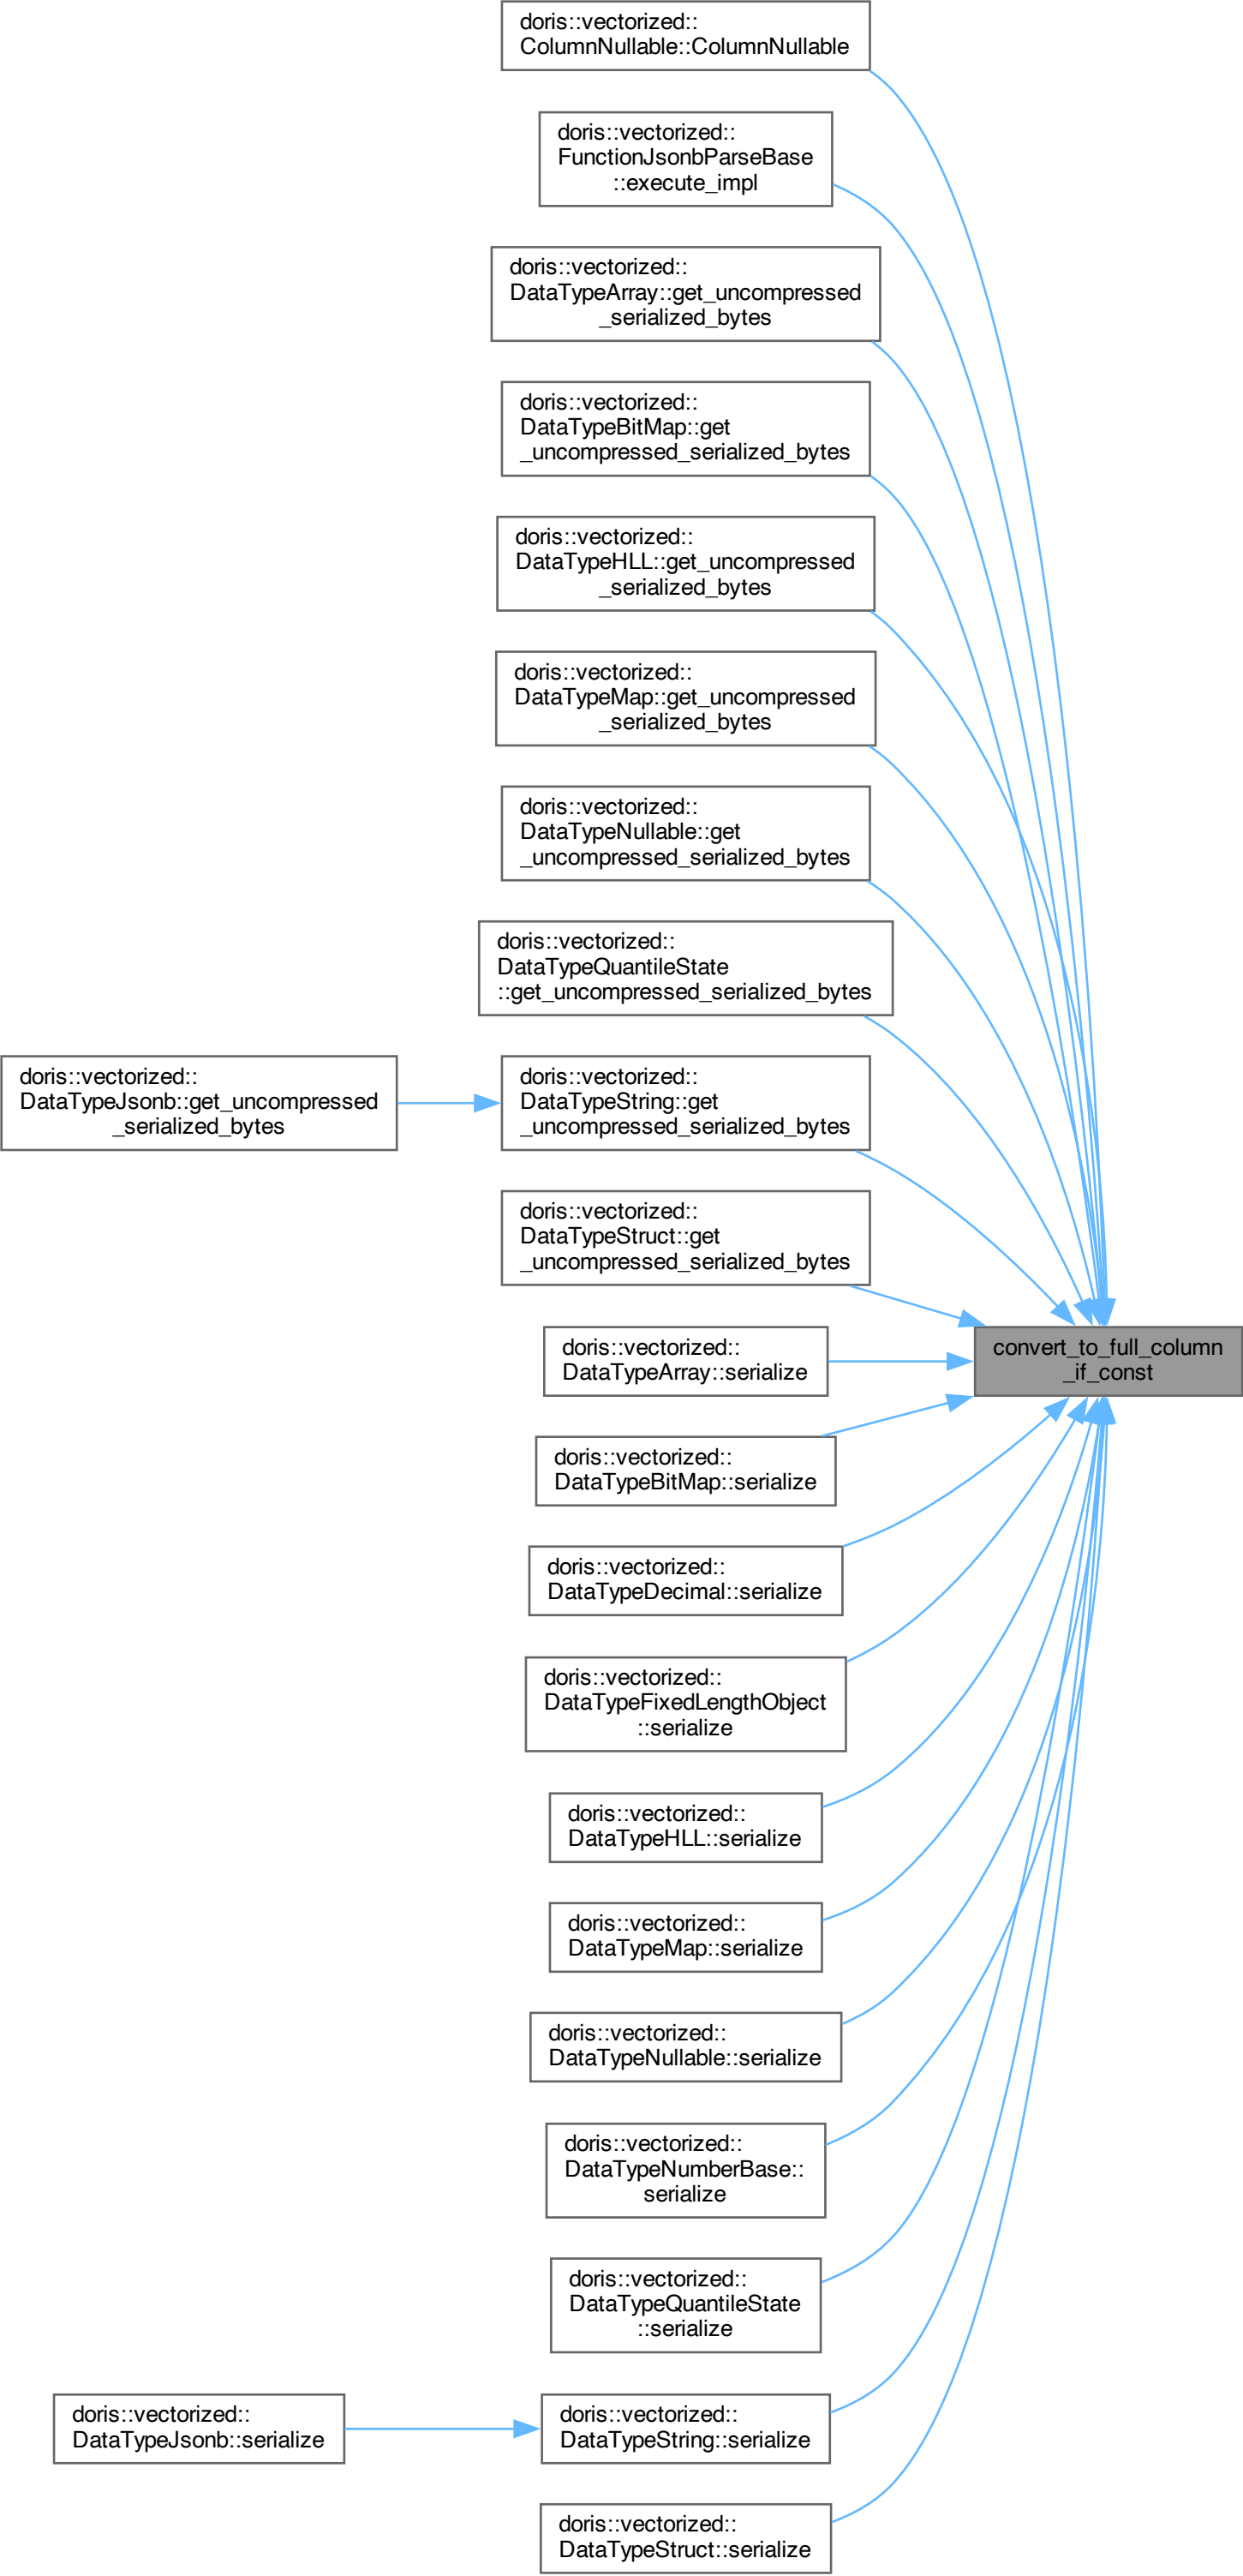 doris::vectorized::
ColumnNullable::ColumnNullable
doris::vectorized::
FunctionJsonbParseBase
::execute_impl
doris::vectorized::
DataTypeArray::get_uncompressed
_serialized_bytes
doris::vectorized::
DataTypeBitMap::get
_uncompressed_serialized_bytes
doris::vectorized::
DataTypeHLL::get_uncompressed
_serialized_bytes
doris::vectorized::
DataTypeMap::get_uncompressed
_serialized_bytes
doris::vectorized::
DataTypeNullable::get
_uncompressed_serialized_bytes
doris::vectorized::
DataTypeQuantileState
::get_uncompressed_serialized_bytes
doris::vectorized::
DataTypeJsonb::get_uncompressed
_serialized_bytes
doris::vectorized::
DataTypeString::get
_uncompressed_serialized_bytes
doris::vectorized::
DataTypeStruct::get
_uncompressed_serialized_bytes
doris::vectorized::
DataTypeArray::serialize
convert_to_full_column
_if_const
doris::vectorized::
DataTypeBitMap::serialize
doris::vectorized::
DataTypeDecimal::serialize
doris::vectorized::
DataTypeFixedLengthObject
::serialize
doris::vectorized::
DataTypeHLL::serialize
doris::vectorized::
DataTypeMap::serialize
doris::vectorized::
DataTypeNullable::serialize
doris::vectorized::
DataTypeNumberBase::
serialize
doris::vectorized::
DataTypeQuantileState
::serialize
doris::vectorized::
DataTypeJsonb::serialize
doris::vectorized::
DataTypeString::serialize
doris::vectorized::
DataTypeStruct::serialize